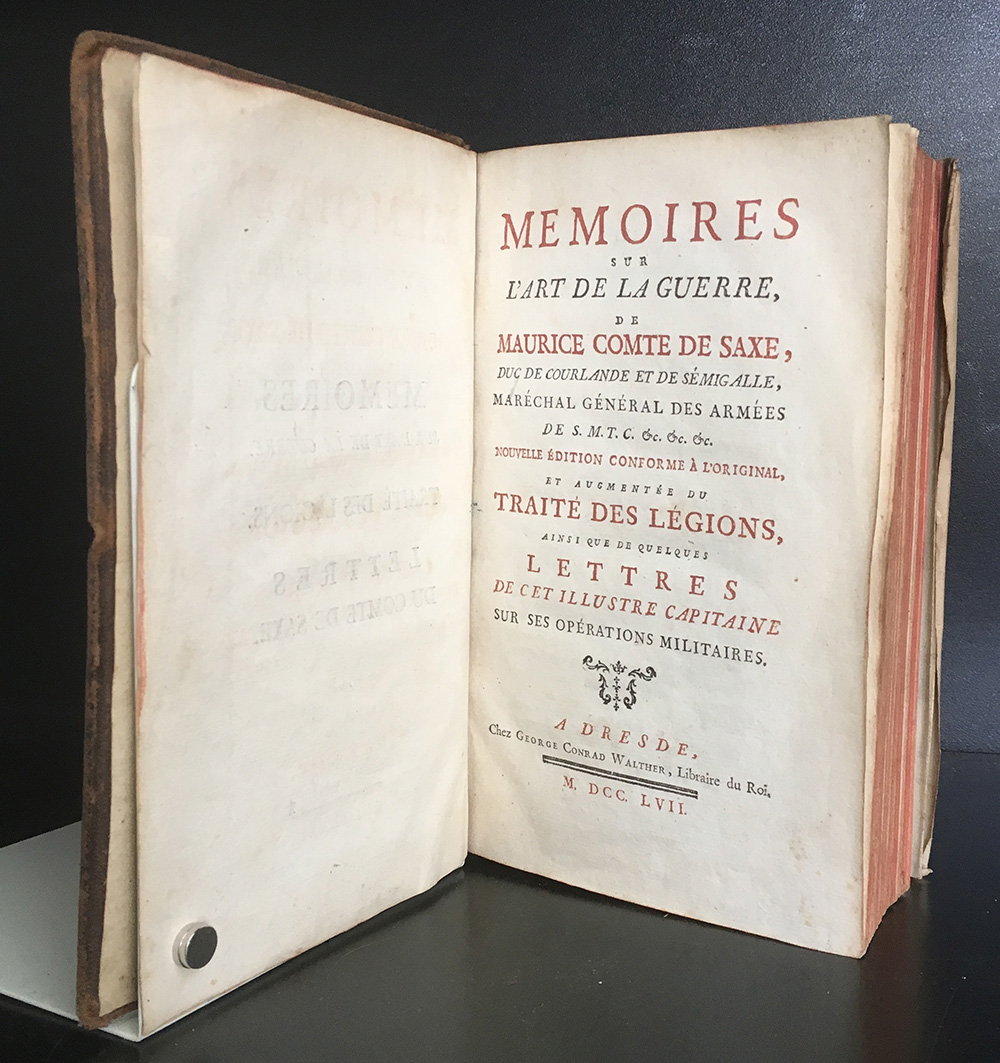 MEMOIRES
SUR
L'ART DE LA GUERRE,
DE
MAURICE COMTE DE SAXE,
DUC DE COURLANDE ET DE SÉMIGALLE,
MARÉCHAL GÉNÉRAL DES ARMÉES
DE S. M. T. C. &c. &c. &c.
NOUVELLE ÉDITION CONFORME À L'ORIGINAL,
ET AUGMENTÉE DU
TRAITÉ DES LÉGIONS,
AINSI QUE DE QUELQUES
LETTRES
DE CET ILLUSTRE CAPITAINE
SUR SES OPÉRATIONS MILITAIRES.
A DRESDE,
Chez GEORGE CONRAD WALTHER, Libraire du Roi.
M. DCC. LVII.